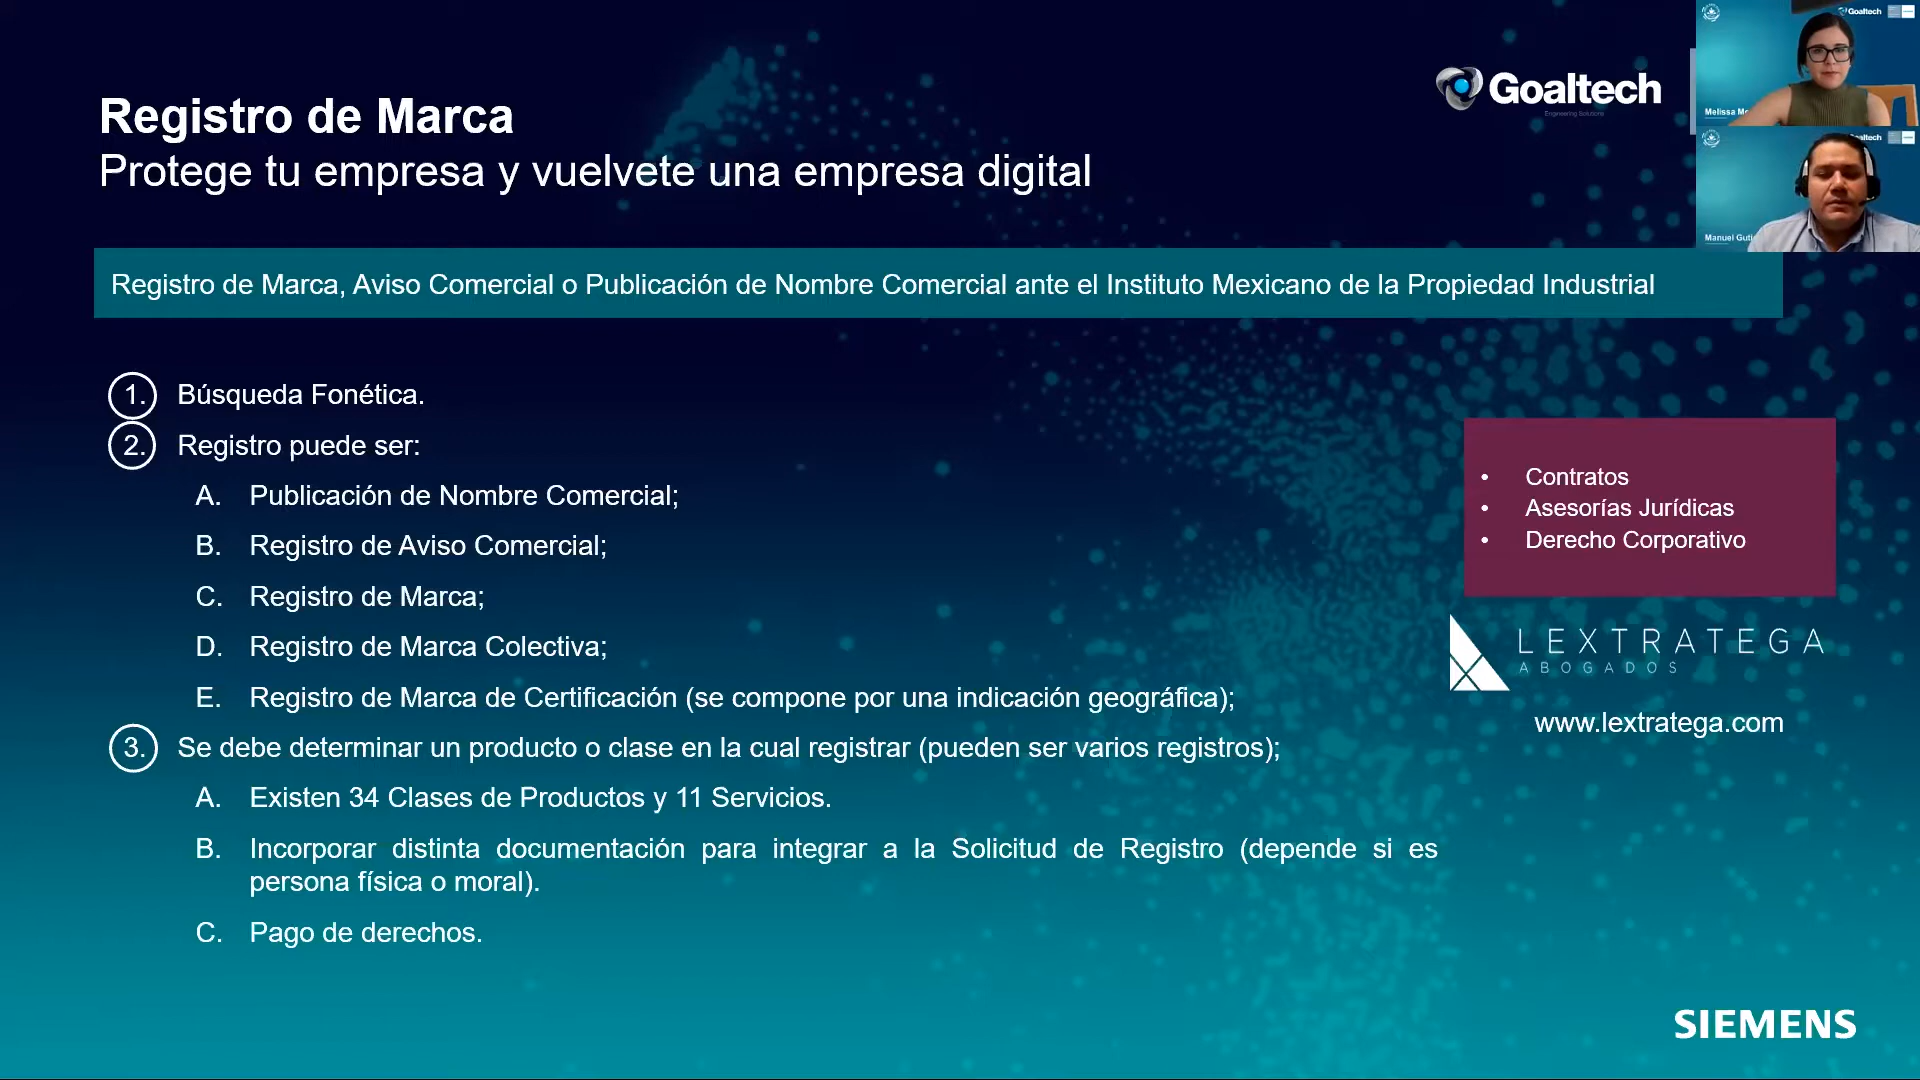 Registro de Marca
Protege tu empresa y vuelvete una empresa digital
Goaltech
Engineering Solutions
Goaltech
Melissa
Manuel
Registro de Marca, Aviso Comercial o Publicación de Nombre Comercial ante el Instituto Mexicano de la Propiedad Industrial
1. Búsqueda Fonética.
2. Registro puede ser:
A. Publicación de Nombre Comercial;
B. Registro de Aviso Comercial;
C. Registro de Marca;
D. Registro de Marca Colectiva;
E. Registro de Marca de Certificación (se compone por una indicación geográfica);
3. Se debe determinar un producto o clase en la cual registrar (pueden ser varios registros);
A. Existen 34 Clases de Productos y 11 Servicios.
B. Incorporar distinta documentación para integrar a la Solicitud de Registro (depende si es
persona física o moral).
C. Pago de derechos.
• Contratos
• Asesorías Jurídicas
• Derecho Corporativo
LEXTRATEGA
ABOGADOS
www.lextratega.com
SIEMENS